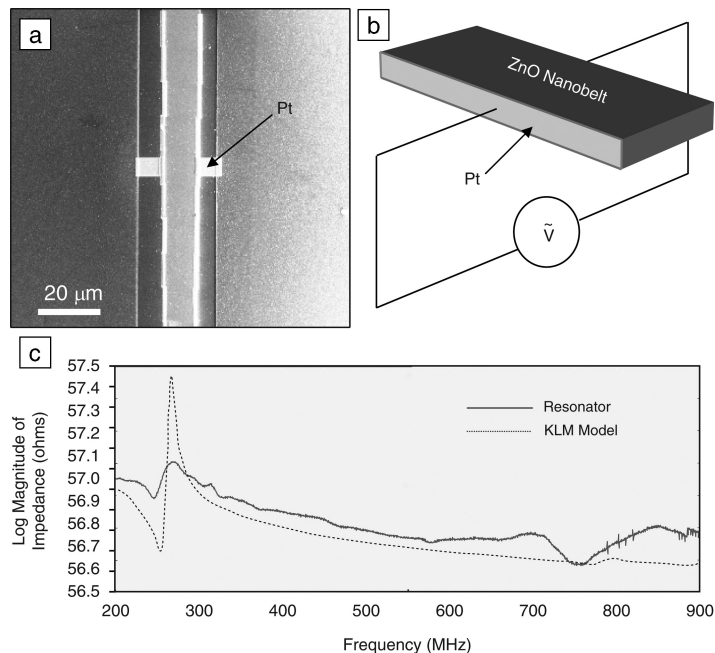 a
Pt
20 μm
b
ZnO Nanobelt
Pt
~
V
c
57.5
57.4
57.3
57.2
57.1
57.0
56.8
56.7
56.6
56.5
Log Magnitude of
Impedance (ohms)
Resonator
KLM Model
200 300 400 500 600 700 800 900
Frequency (MHz)